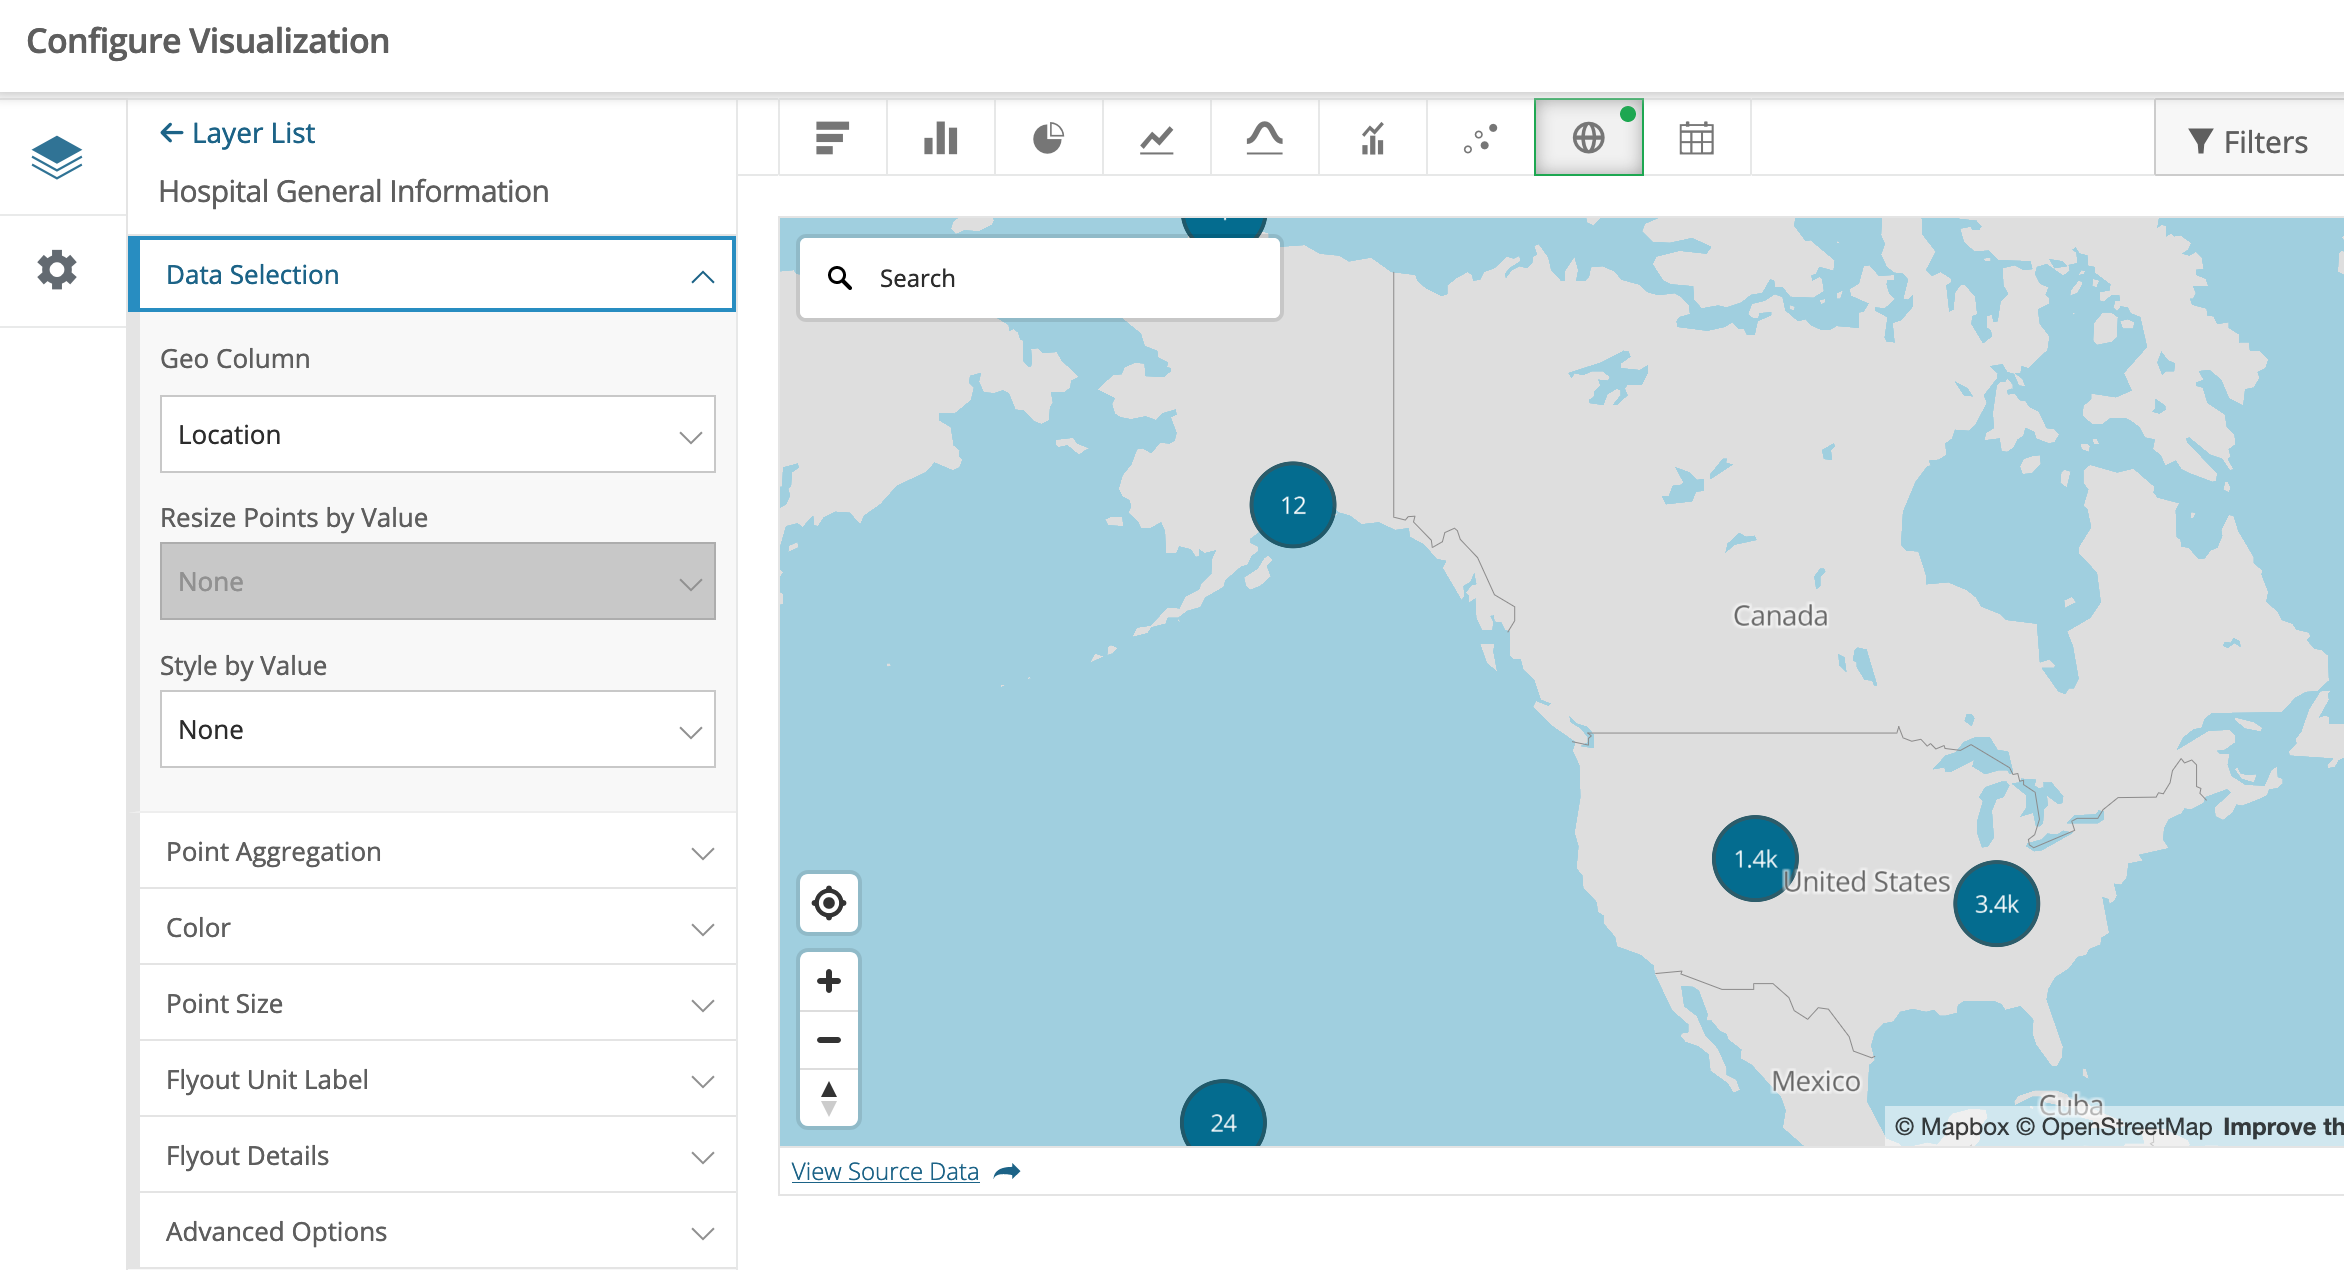 Configure Visualization
Layer List
Hospital General Information
Data Selection
Geo Column
Location
Resize Points by Value
None
Style by Value
None
Point Aggregation
Color
Point Size
Flyout Unit Label
Flyout Details
Advanced Options
Filters
Search
12
Canada
1.4k
United States
3.4k
Mexico
Cuba
24
© Mapbox © OpenStreetMap Improve th
View Source Data